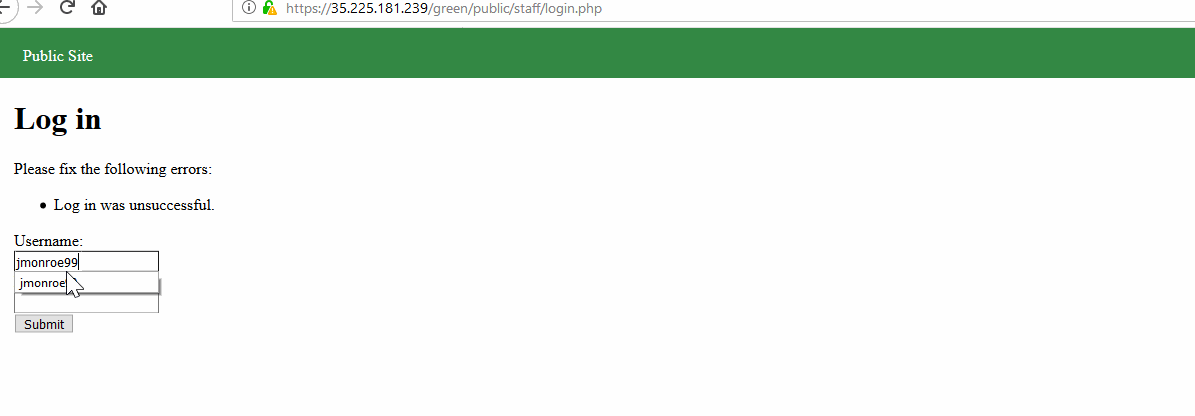 https://35.225.181.239/green/public/staff/login.php
Public Site
Log in
Please fix the following errors:
• Log in was unsuccessful.
Username:
jmonroe99
jmonroe
Submit